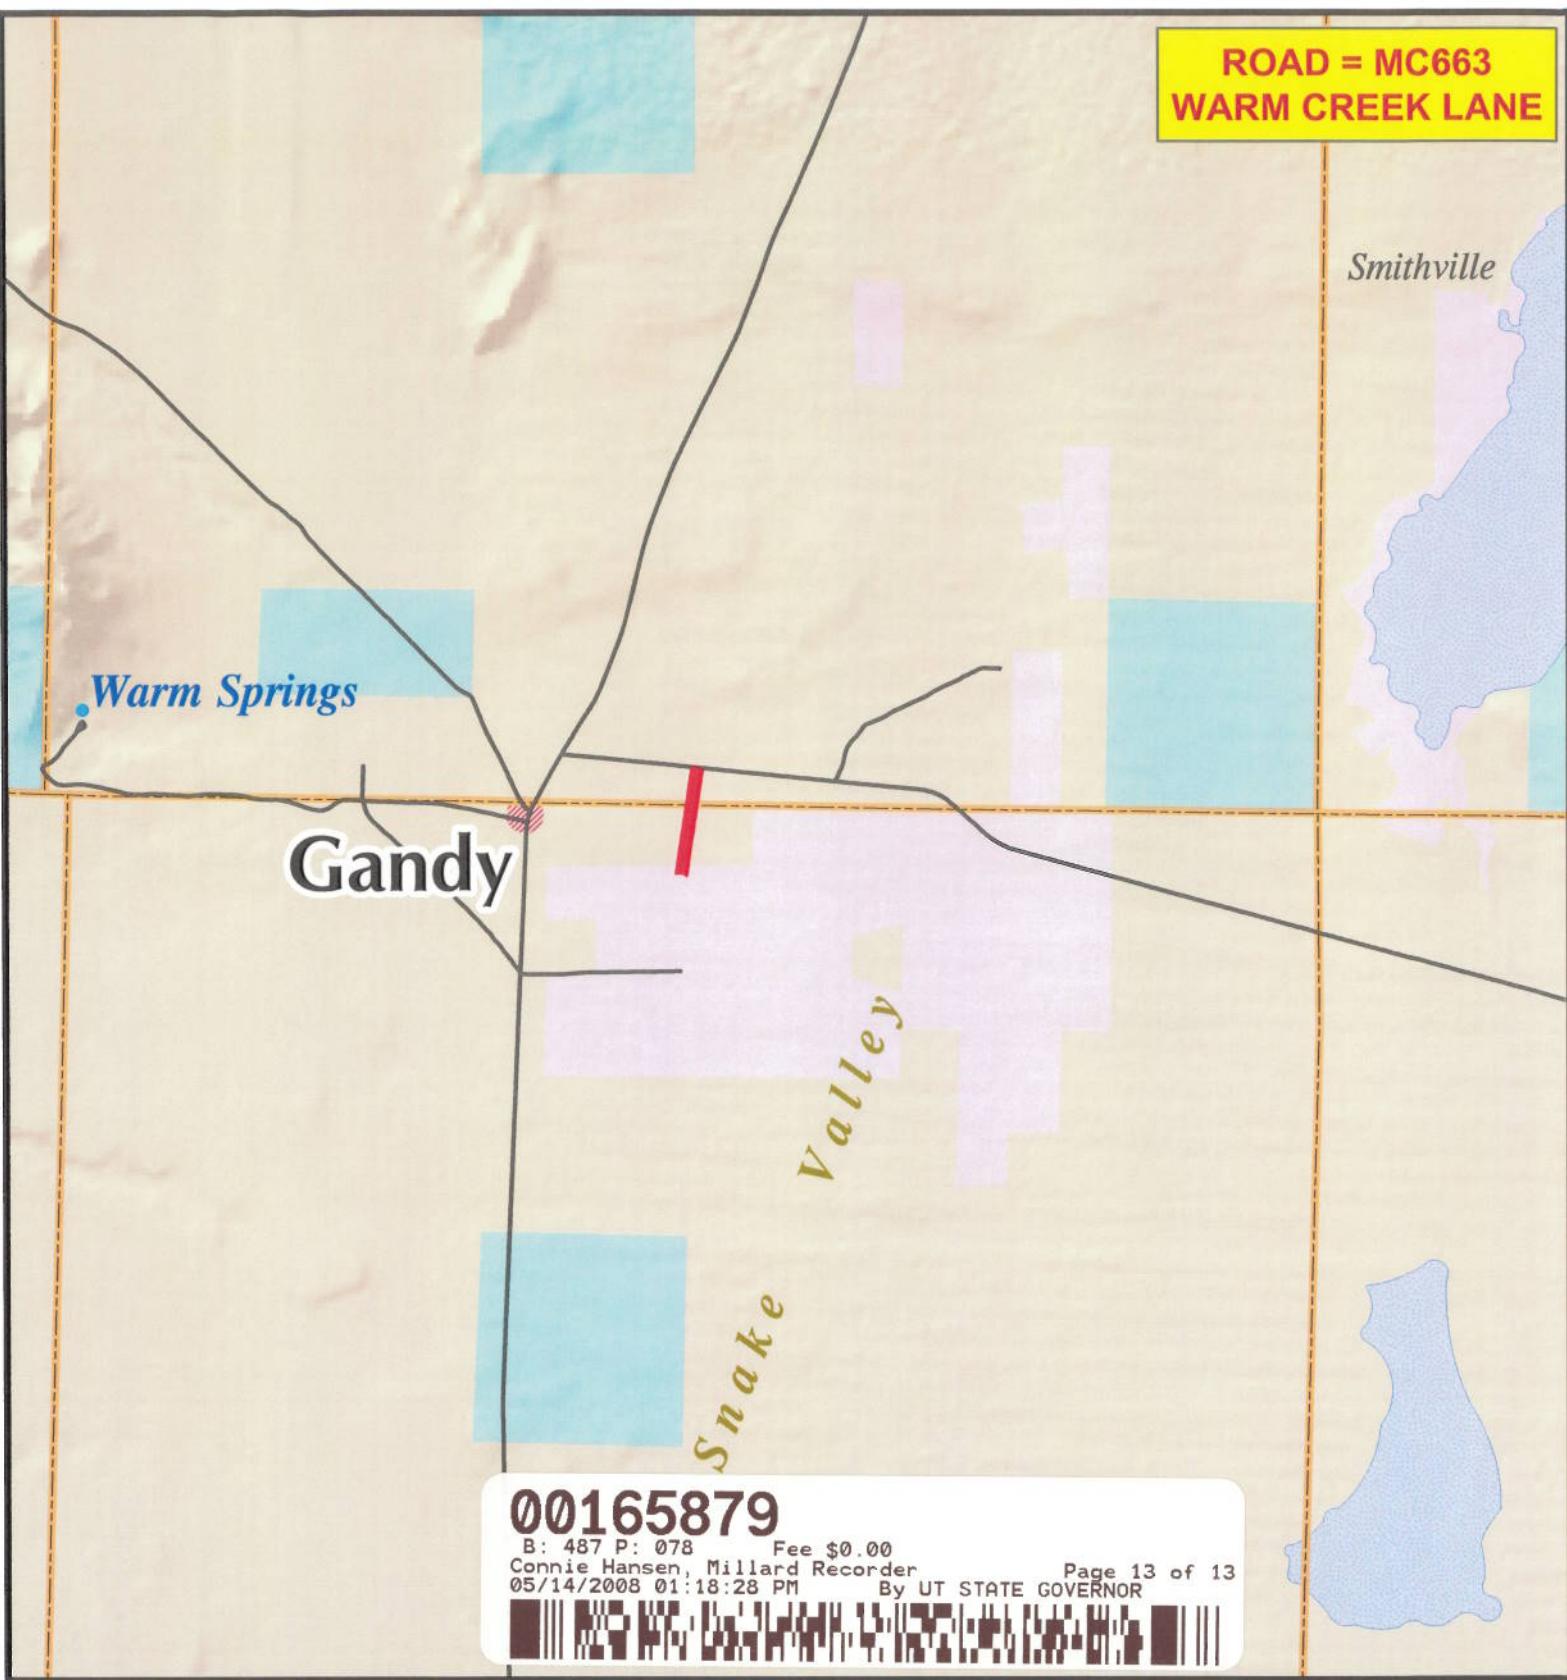 ROAD = MC663
WARM CREEK LANE
Smithville
Warm Springs
Gandy
Snake Valley
00165879
B: 487 P: 078 Fee $0.00
Connie Hansen, Millard Recorder Page 13 of 13
05/14/2008 01:18:28 PM By UT STATE GOVERNOR